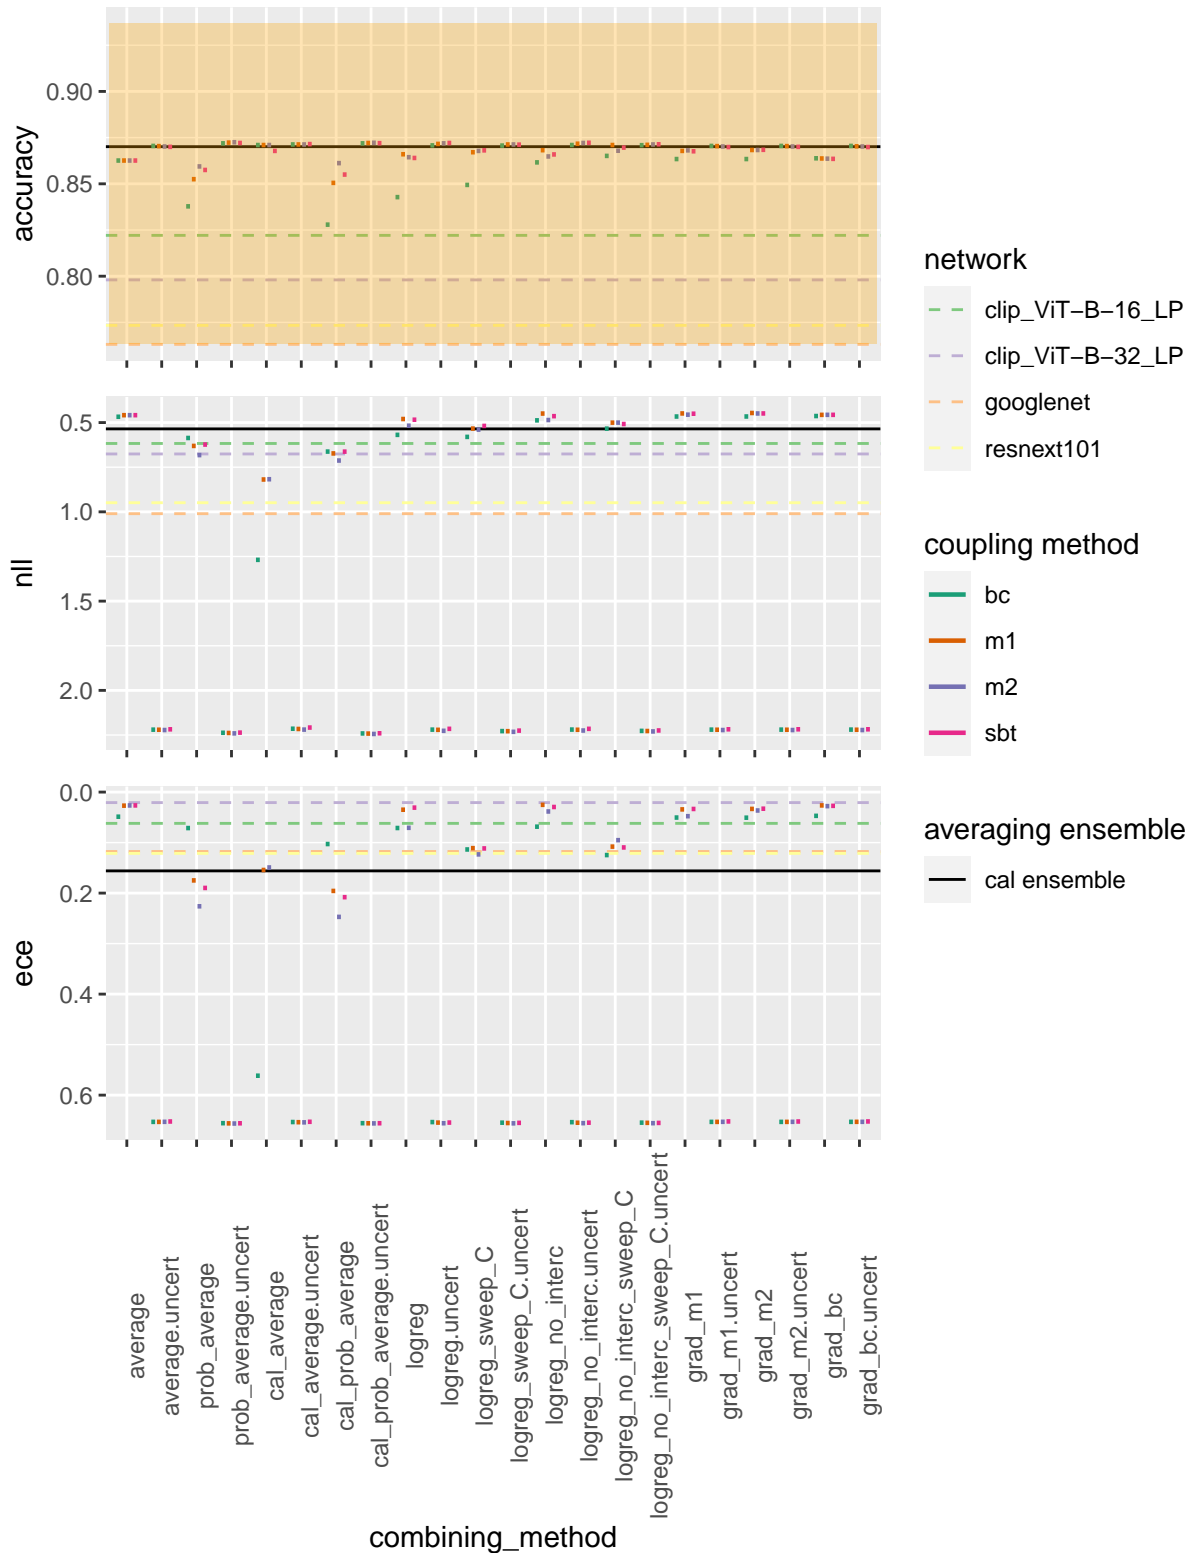 accuracy
0.90
0.85
0.80
nll
0.5
1.0
1.5
2.0
ece
0.0
0.2
0.4
0.6
average
average.uncert
prob_average
prob_average.uncert
cal_average
cal_average.uncert
cal_prob_average
cal_prob_average.uncert
logreg
logreg.uncert
logreg_sweep_C
logreg_sweep_C.uncert
logreg_no_interc
logreg_no_interc.uncert
logreg_no_interc_sweep_C
logreg_no_interc_sweep_C.uncert
grad_m1
grad_m1.uncert
grad_m2
grad_m2.uncert
grad_bc
grad_bc.uncert
combining_method
network
clip_ViT−B−16_LP
clip_ViT−B−32_LP
googlenet
resnext101
coupling method
bc
m1
m2
sbt
averaging ensemble
cal ensemble